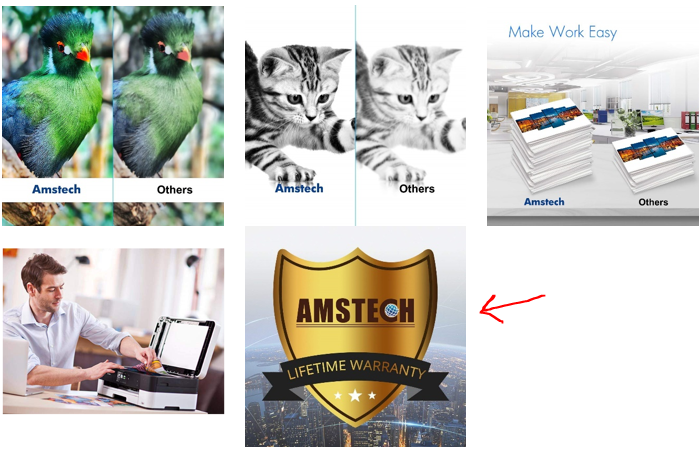 Amstech
Others
Amstech
Others
Make Work Easy
Amstech
Others
AMSTECH
LIFETIME WARRANTY